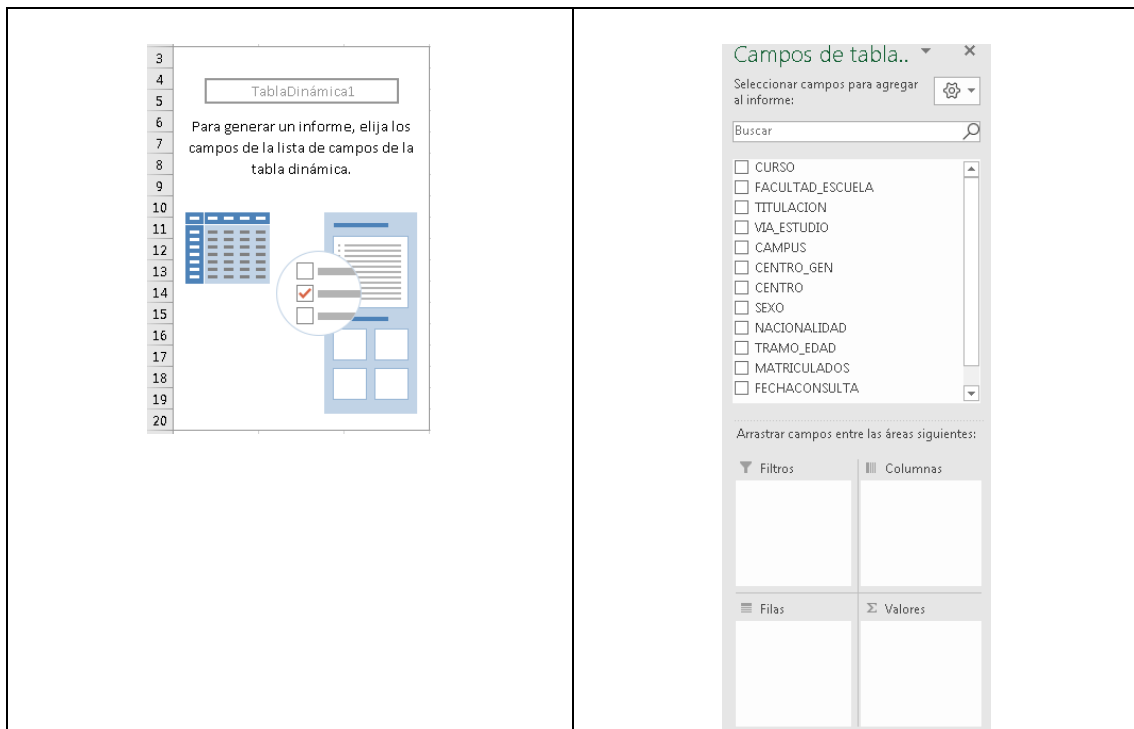 3
4
5
6
7
8
9
10
11
12
13
14
15
16
17
18
19
20
TablaDinámica1
Para generar un informe, elija los
campos de la lista de campos de la
tabla dinámica.
Campos de tabla..
Seleccionar campos para agregar
al informe:
Buscar
CURSO
FACULTAD_ESCUELA
TITULACION
VIA_ESTUDIO
CAMPUS
CENTRO_GEN
CENTRO
SEXO
NACIONALIDAD
TRAMO_EDAD
MATRICULADOS
FECHACONSULTA
Arrastrar campos entre las áreas siguientes:
Filtros
Columnas
Filas
Σ Valores